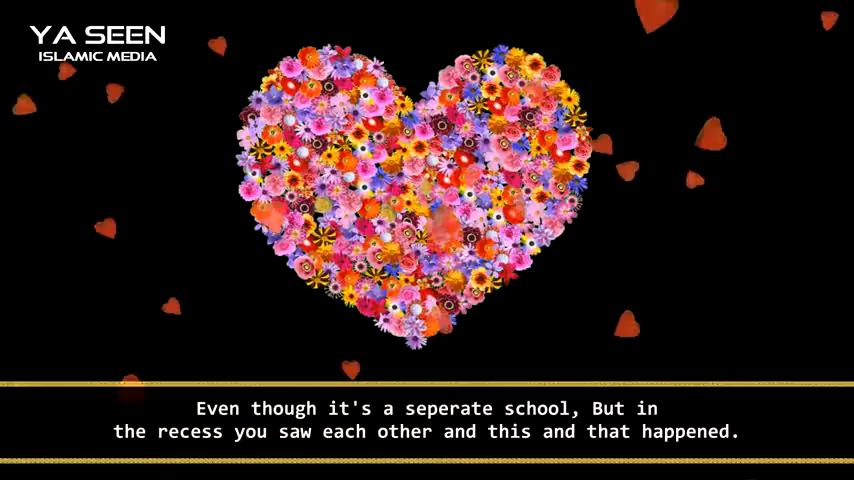 YA SEEN
ISLAMIC MEDIA
Even though it's a seperate school, But in
the recess you saw each other and this and that happened.